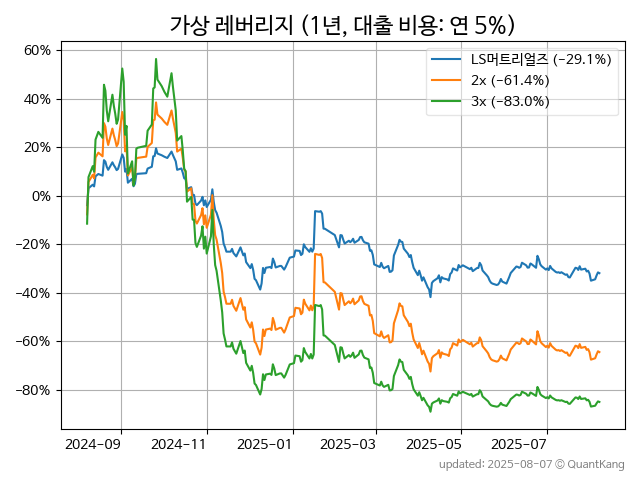 가상 레버리지 (1년, 대출 비용: 연 5%)
LS머트리얼즈 (−29.1%)
2x (−61.4%)
3x (−83.0%)
60%
40%
20%
0%
−20%
−40%
−60%
−80%
2024-09 2024-11 2025-01 2025-03 2025-05 2025-07
updated: 2025-08-07 © QuantKang